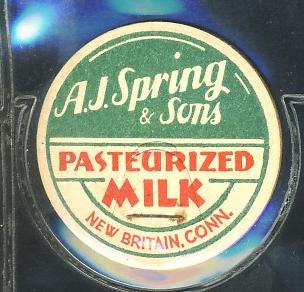 A.J. Spring
& Sons
PASTEURIZED
MILK
NEW BRITAIN, CONN.